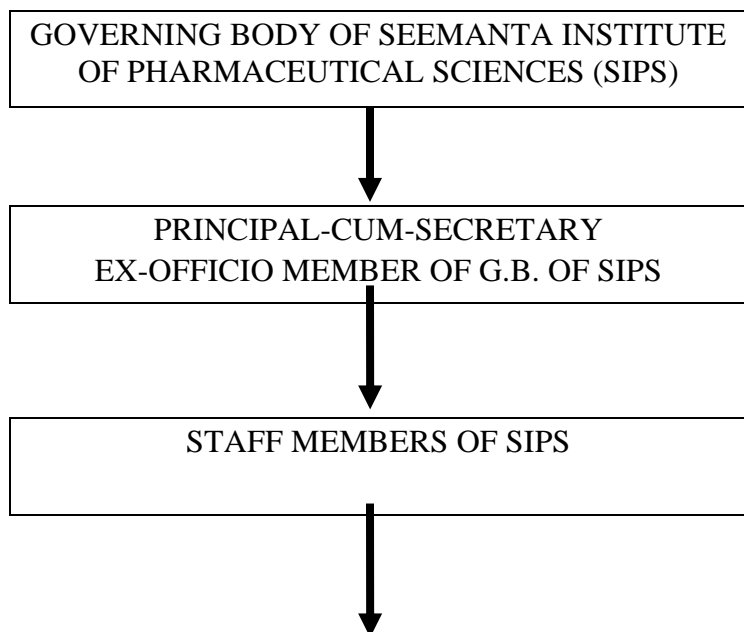 GOVERNING BODY OF SEEMANTA INSTITUTE
OF PHARMACEUTICAL SCIENCES (SIPS)
PRINCIPAL-CUM-SECRETARY
EX-OFFICIO MEMBER OF G.B. OF SIPS
STAFF MEMBERS OF SIPS